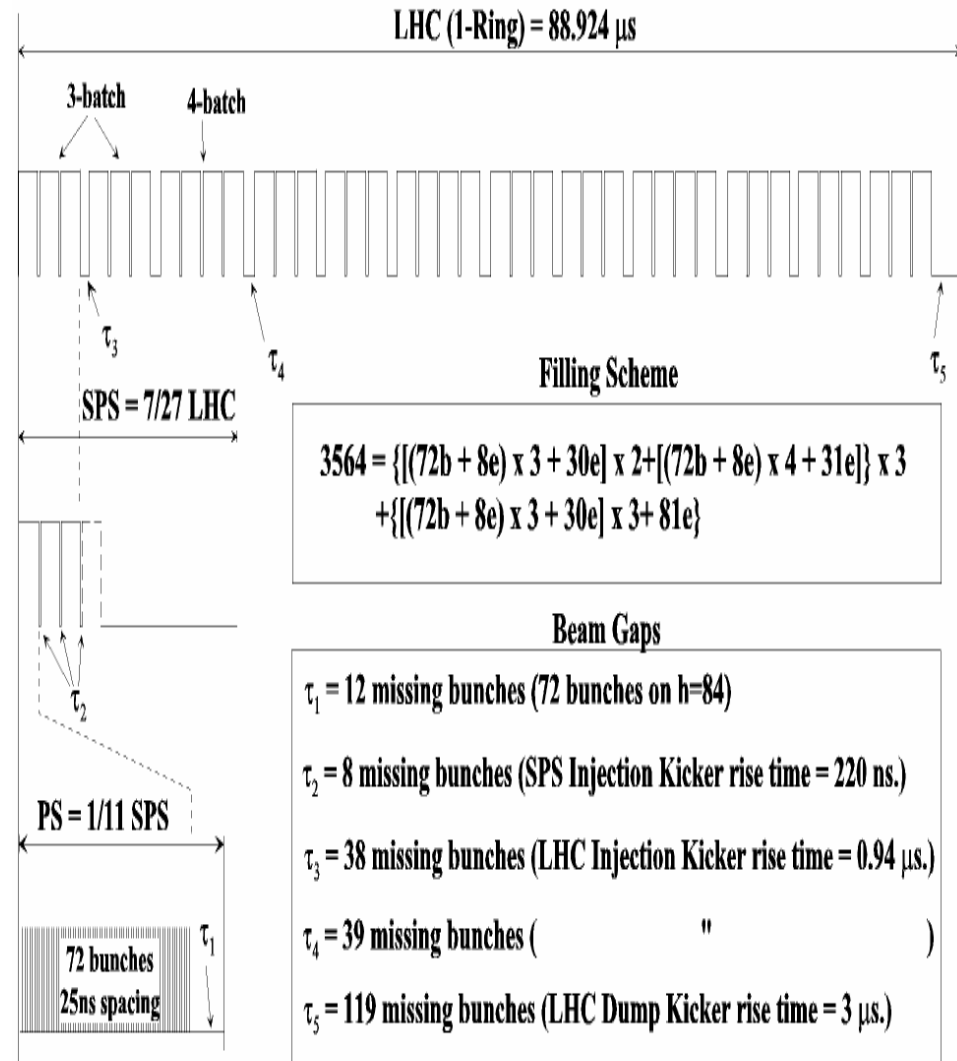 LHC (1-Ring) = 88.924 μs
3-batch
4-batch
τ3
τ4
τ5
SPS = 7/27 LHC
Filling Scheme
3564 = {[(72b + 8e) x 3 + 30e] x 2+[(72b + 8e) x 4 + 31e]} x 3
+{[(72b + 8e) x 3 + 30e] x 3+ 81e}
τ2
PS = 1/11 SPS
τ1
72 bunches
25ns spacing
Beam Gaps
τ1 = 12 missing bunches (72 bunches on h=84)
τ2 = 8 missing bunches (SPS Injection Kicker rise time = 220 ns.)
τ3 = 38 missing bunches (LHC Injection Kicker rise time = 0.94 μs.)
τ4 = 39 missing bunches ( " )
τ5 = 119 missing bunches (LHC Dump Kicker rise time = 3 μs.)